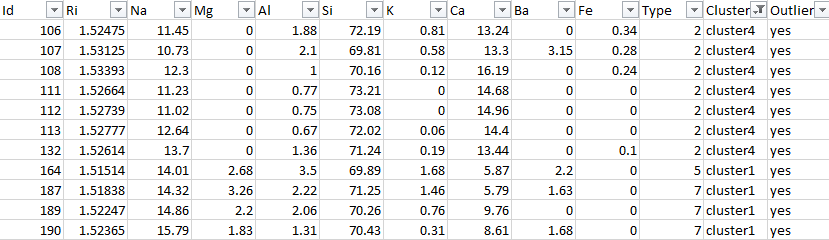 Id Ri Na Mg Al Si K Ca Ba Fe Type Cluster Outlier
106 1.52475 11.45 0 1.88 72.19 0.81 13.24 0 0.34 2 cluster4 yes
107 1.53125 10.73 0 2.1 69.81 0.58 13.3 3.15 0.28 2 cluster4 yes
108 1.53393 12.3 0 1 70.16 0.12 16.19 0 0.24 2 cluster4 yes
111 1.52664 11.23 0 0.77 73.21 0 14.68 0 0 2 cluster4 yes
112 1.52739 11.02 0 0.75 73.08 0 14.96 0 0 2 cluster4 yes
113 1.52777 12.64 0 0.67 72.02 0.06 14.4 0 0 2 cluster4 yes
132 1.52614 13.7 0 1.36 71.24 0.19 13.44 0 0.1 2 cluster4 yes
164 1.51514 14.01 2.68 3.5 69.89 1.68 5.87 2.2 0 5 cluster1 yes
187 1.51838 14.32 3.26 2.22 71.25 1.46 5.79 1.63 0 7 cluster1 yes
189 1.52247 14.86 2.2 2.06 70.26 0.76 9.76 0 0 7 cluster1 yes
190 1.52365 15.79 1.83 1.31 70.43 0.31 8.61 1.68 0 7 cluster1 yes